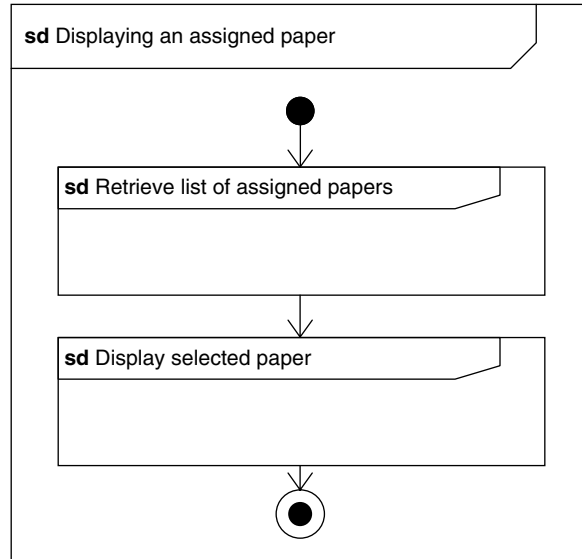 sd Displaying an assigned paper
sd Retrieve list of assigned papers
sd Display selected paper